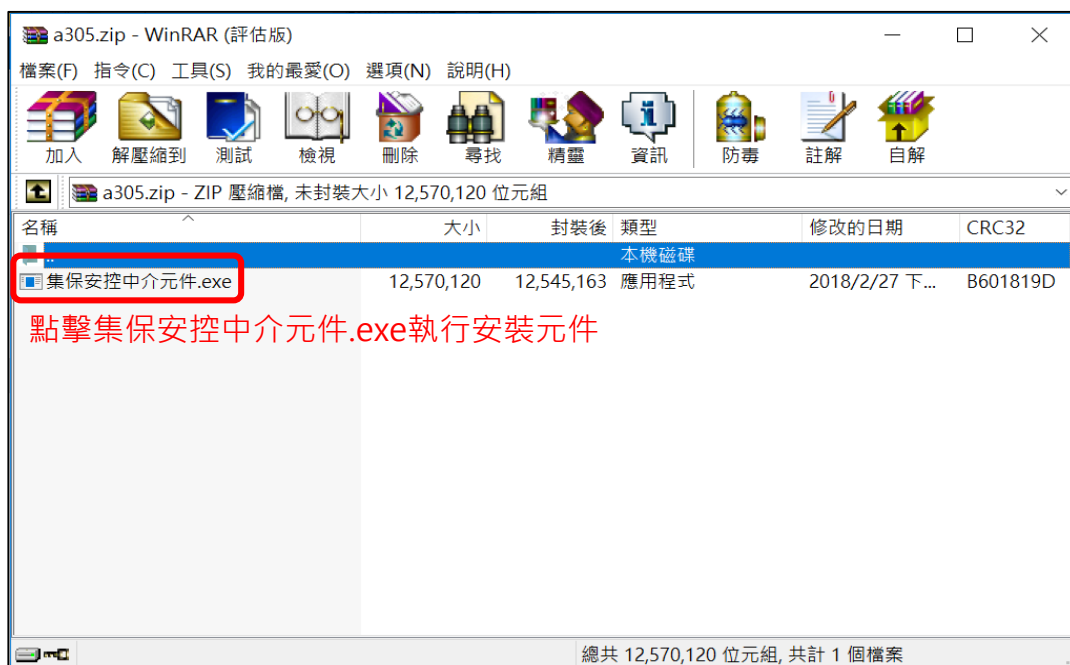 a305.zip - WinRAR (評估版)
檔案(F) 指令(C) 工具(S) 我的最愛(O) 選項(N) 說明(H)
加入 解壓縮到 測試 檢視 刪除 尋找 精靈 資訊 防毒 註解 自解
a305.zip - ZIP 壓縮檔, 未封裝大小 12,570,120 位元組
名稱 大小 封裝後 類型 修改的日期 CRC32
.. 本機磁碟
集保安控中介元件.exe 12,570,120 12,545,163 應用程式 2018/2/27 下... B601819D
點擊集保安控中介元件.exe執行安裝元件
總共 12,570,120 位元組, 共計 1 個檔案